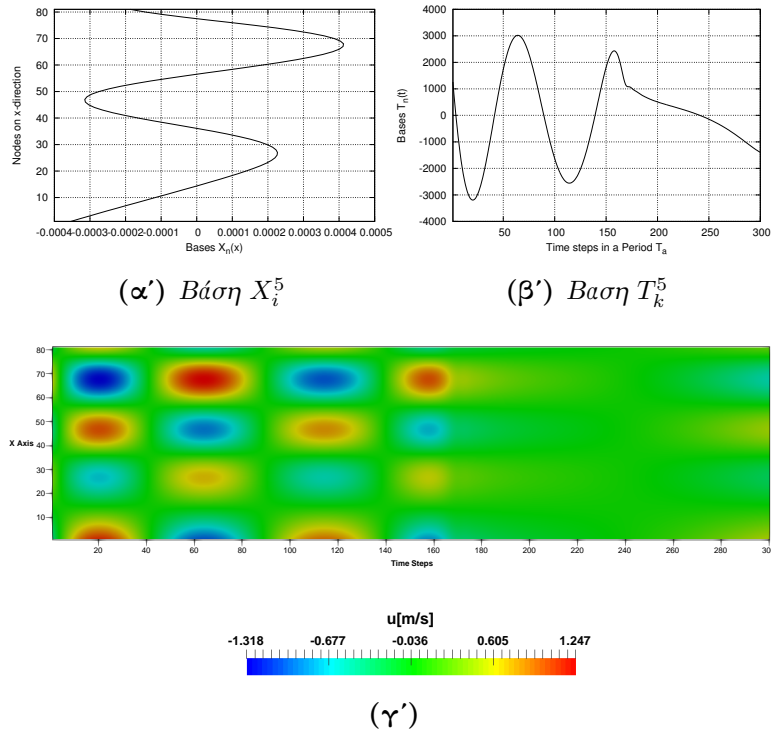 80
70
60
50
40
30
20
10
Nodes on x-direction
-0.0004-0.0003-0.0002-0.0001 0 0.0001 0.0002 0.0003 0.0004 0.0005
Bases Xn(x)
(α') Βάση X_i^5
4000
3000
2000
1000
0
-1000
-2000
-3000
-4000
Bases Tn(t)
50 100 150 200 250 300
Time steps in a Period Ta
(β') Βαση T_k^5
80
70
60
50
40
30
20
10
X Axis
20 40 60 80 100 120 140 160 180 200 220 240 260 280 300
Time Steps
u[m/s]
-1.318 -0.677 -0.036 0.605 1.247
(γ')